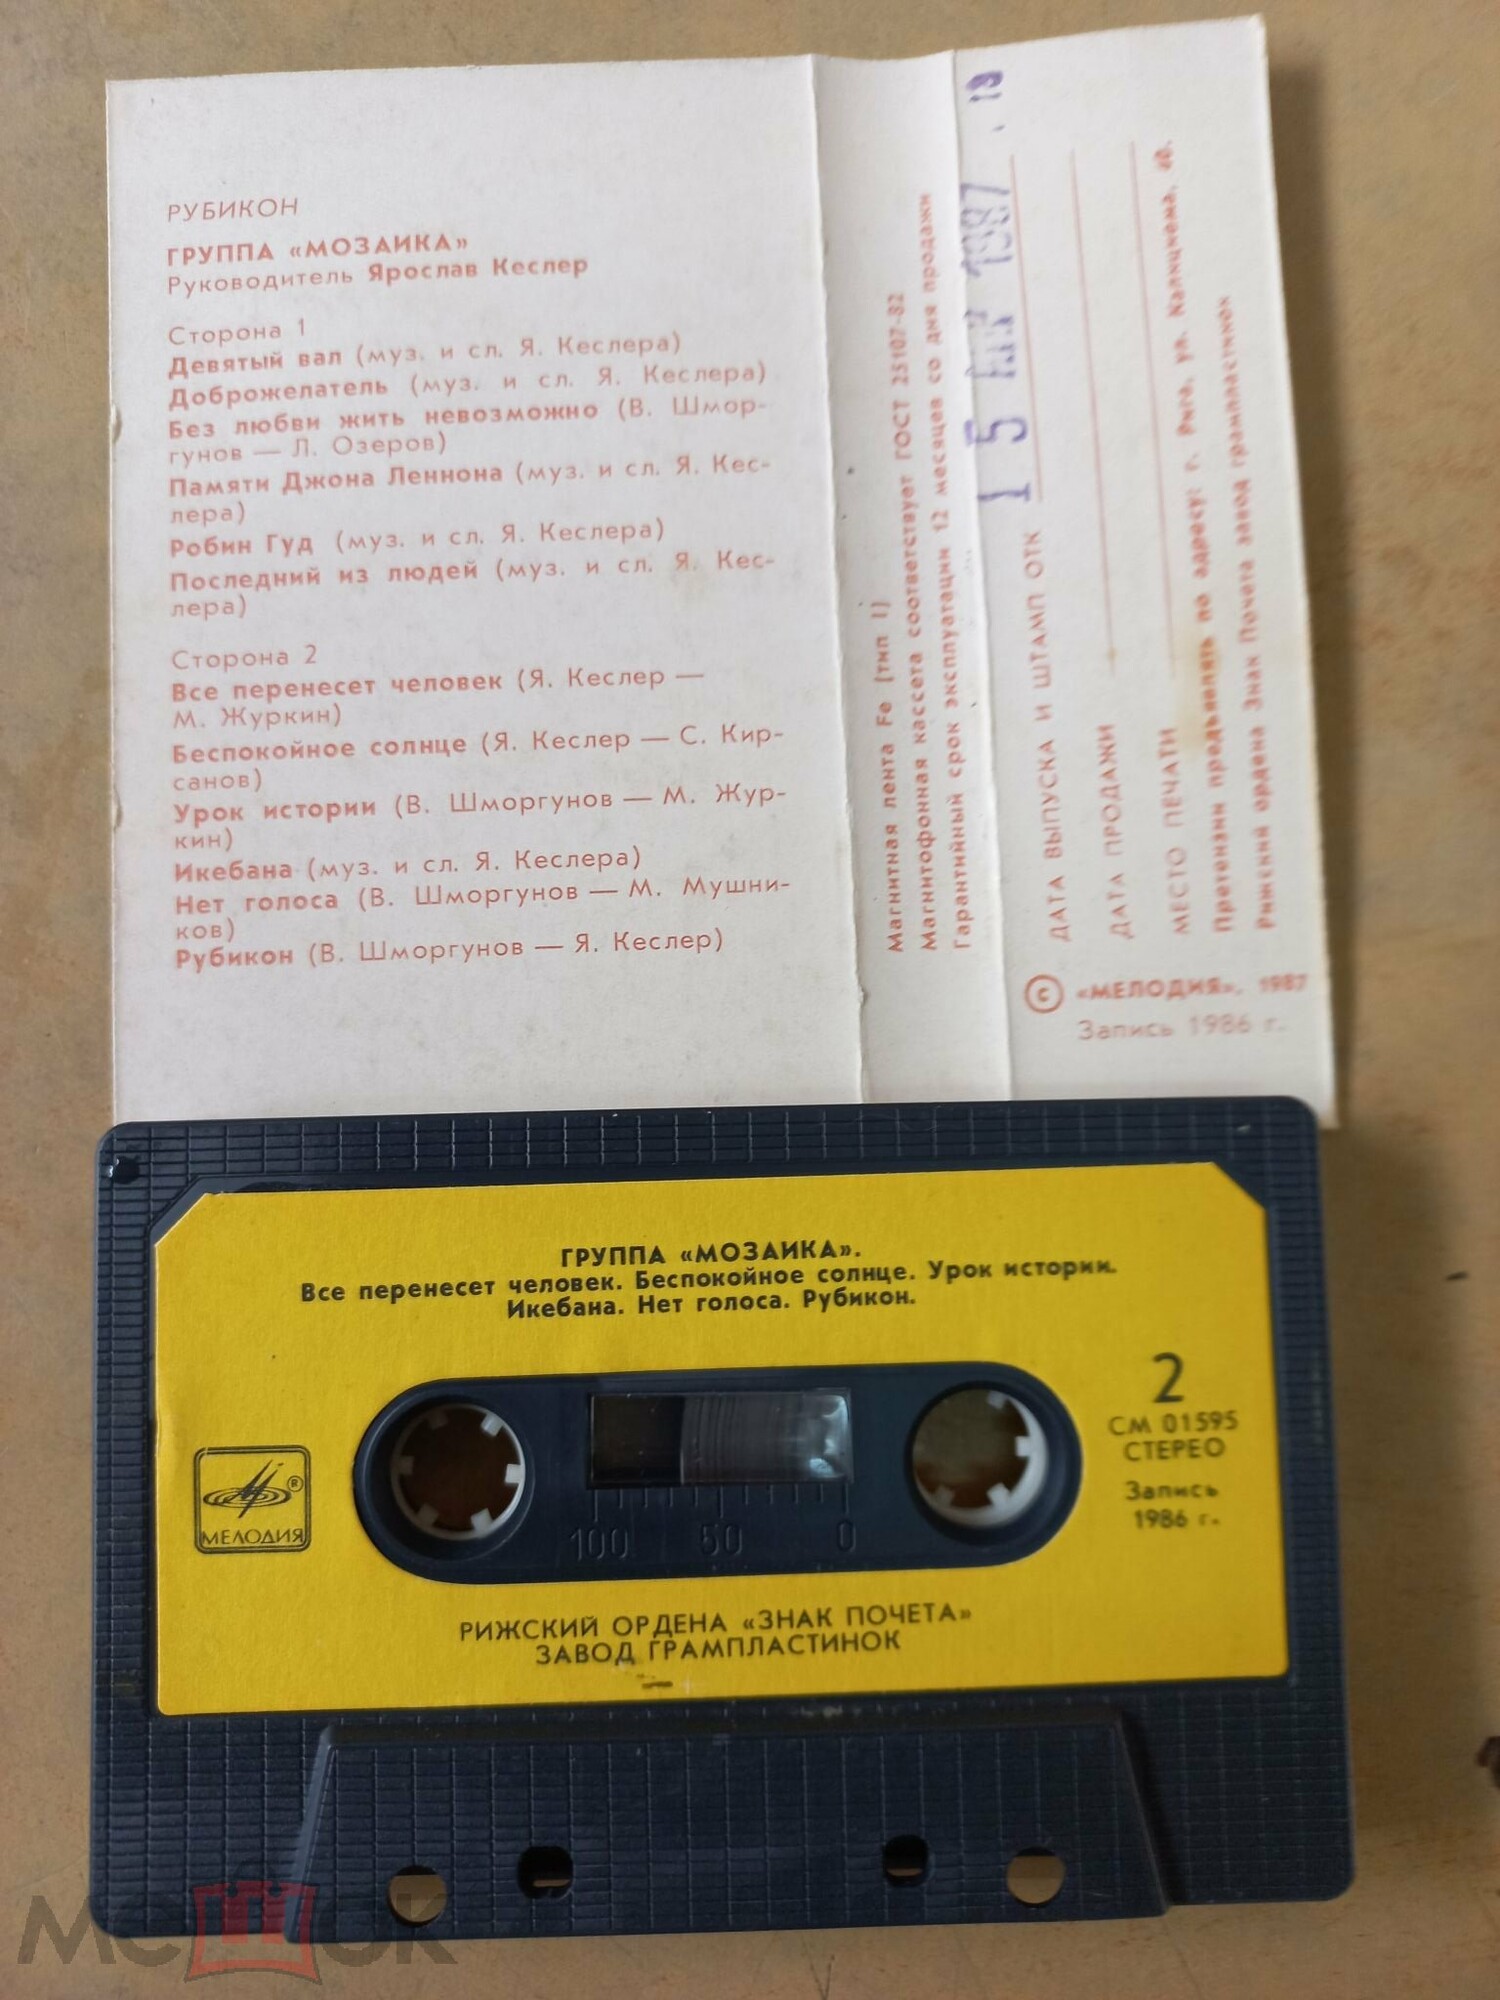 РУБИКОН
ГРУППА «МОЗАИКА»
Руководитель Ярослав Кеслер
Сторона 1
Девятый вал (муз. и сл. Я. Кеслера)
Доброжелатель (муз. и сл. Я. Кеслера)
Без любви жить невозможно (В. Шмор-
гунов — Л. Озеров)
Памяти Джона Леннона (муз. и сл. Я. Кес-
лера)
Робин Гуд (муз. и сл. Я. Кеслера)
Последний из людей (муз. и сл. Я. Кес-
лера)
Сторона 2
Все перенесет человек (Я. Кеслер —
М. Журкин)
Беспокойное солнце (Я. Кеслер — С. Кир-
санов)
Урок истории (В. Шморгунов — М. Жур-
кин)
Икебана (муз. и сл. Я. Кеслера)
Нет голоса (В. Шморгунов — М. Мушни-
ков)
Рубикон (В. Шморгунов — Я. Кеслер)
Магнитная лента Fe [тип I]
Магнитофонная кассета соответствует ГОСТ 25107-82
Гарантийный срок эксплуатации 12 месяцев со дня продажи
ДАТА ВЫПУСКА И ШТАМП ОТК
1 5 1987 . 19
ДАТА ПРОДАЖИ
МЕСТО ПЕЧАТИ
Претензии предъявлять по адресу: г. Рига, ул. Калнциема, 40.
Рижский ордена Знак Почета завод грампластинок
© «МЕЛОДИЯ», 1987
Запись 1986 г.
ГРУППА «МОЗАИКА».
Все перенесет человек. Беспокойное солнце. Урок истории.
Икебана. Нет голоса. Рубикон.
2
СМ 01595
СТЕРЕО
Запись
1986 г.
®
МЕЛОДИЯ
100 50 0
РИЖСКИЙ ОРДЕНА «ЗНАК ПОЧЕТА»
ЗАВОД ГРАМПЛАСТИНОК
МешОК